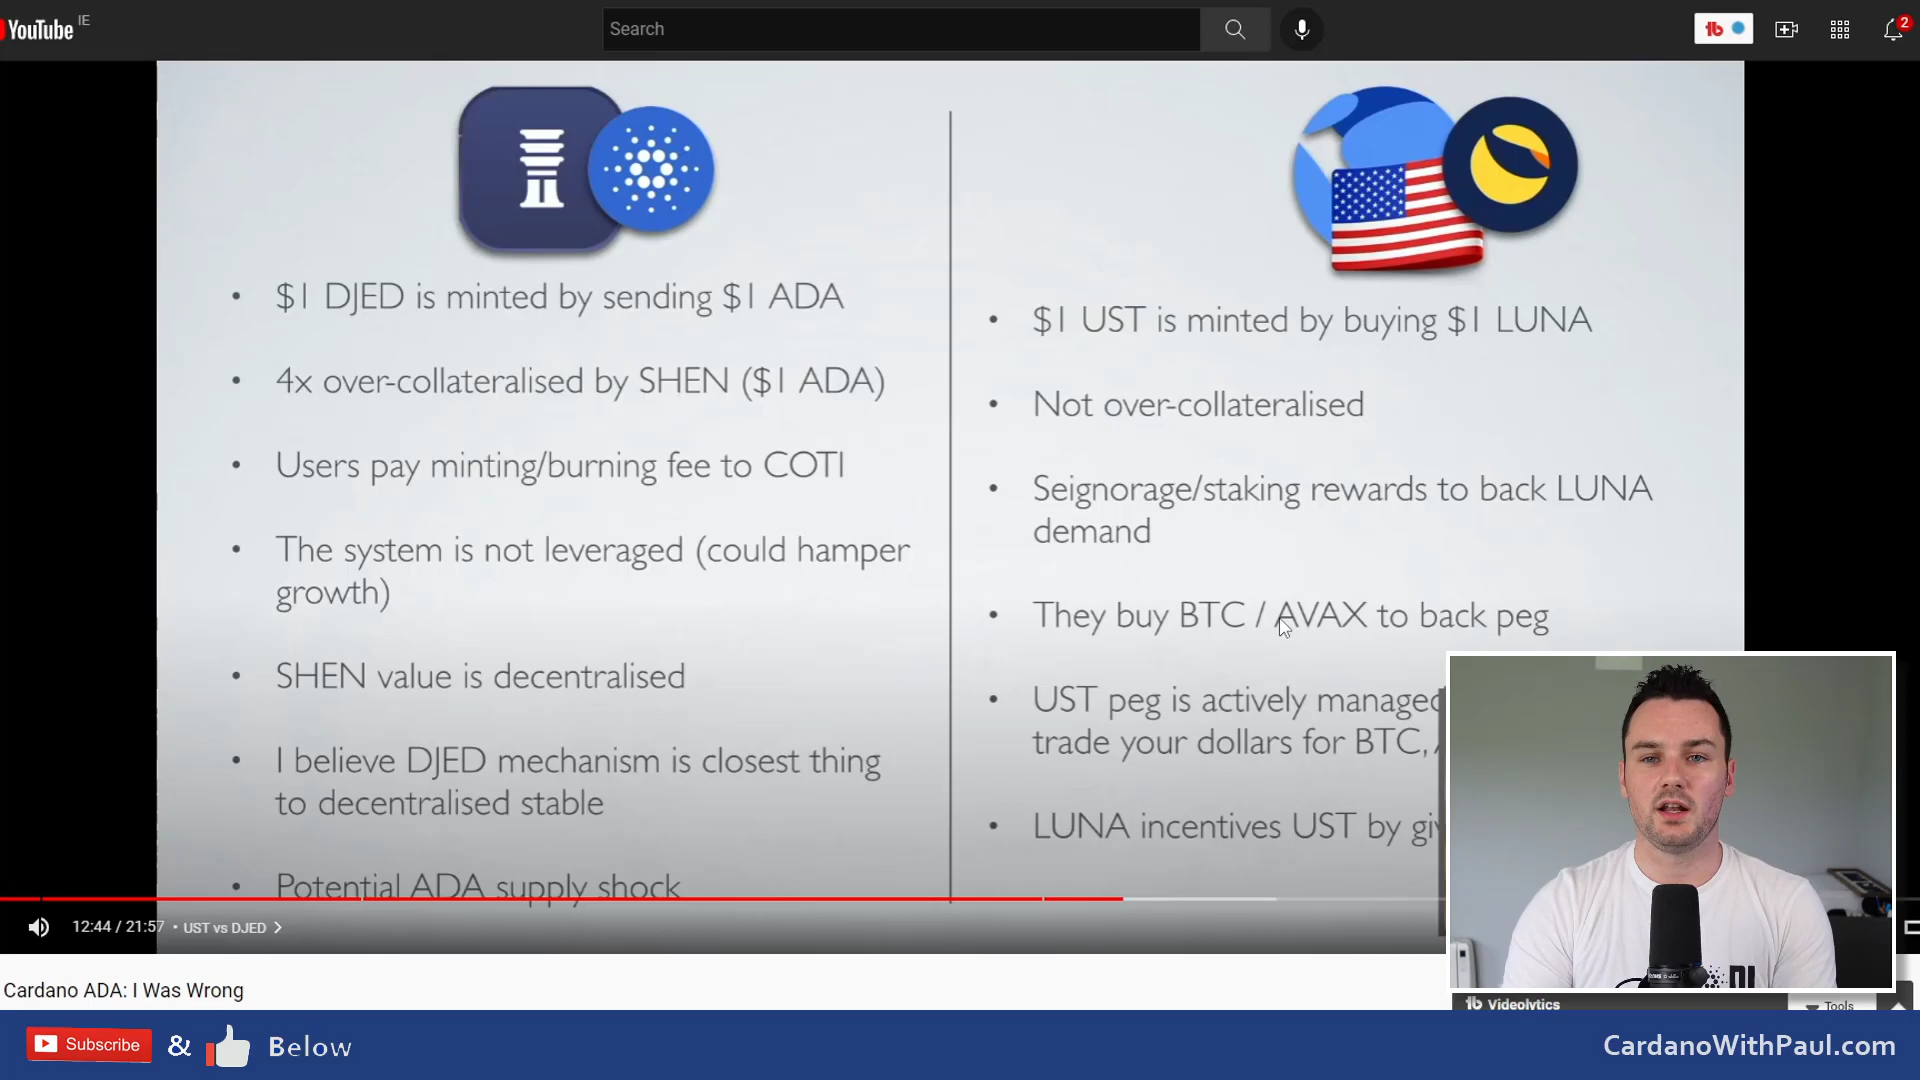 YouTube IE
Search
2
• $1 DJED is minted by sending $1 ADA
• 4x over-collateralised by SHEN ($1 ADA)
• Users pay minting/burning fee to COTI
• The system is not leveraged (could hamper
growth)
• SHEN value is decentralised
• I believe DJED mechanism is closest thing
to decentralised stable
• Potential ADA supply shock
• $1 UST is minted by buying $1 LUNA
• Not over-collateralised
• Seignorage/staking rewards to back LUNA
demand
• They buy BTC / AVAX to back peg
• UST peg is actively managed
trade your dollars for BTC,
• LUNA incentives UST by
12:44 / 21:57 • UST vs DJED
Cardano ADA: I Was Wrong
Videolytics
Tools
Subscribe & Below
CardanoWithPaul.com